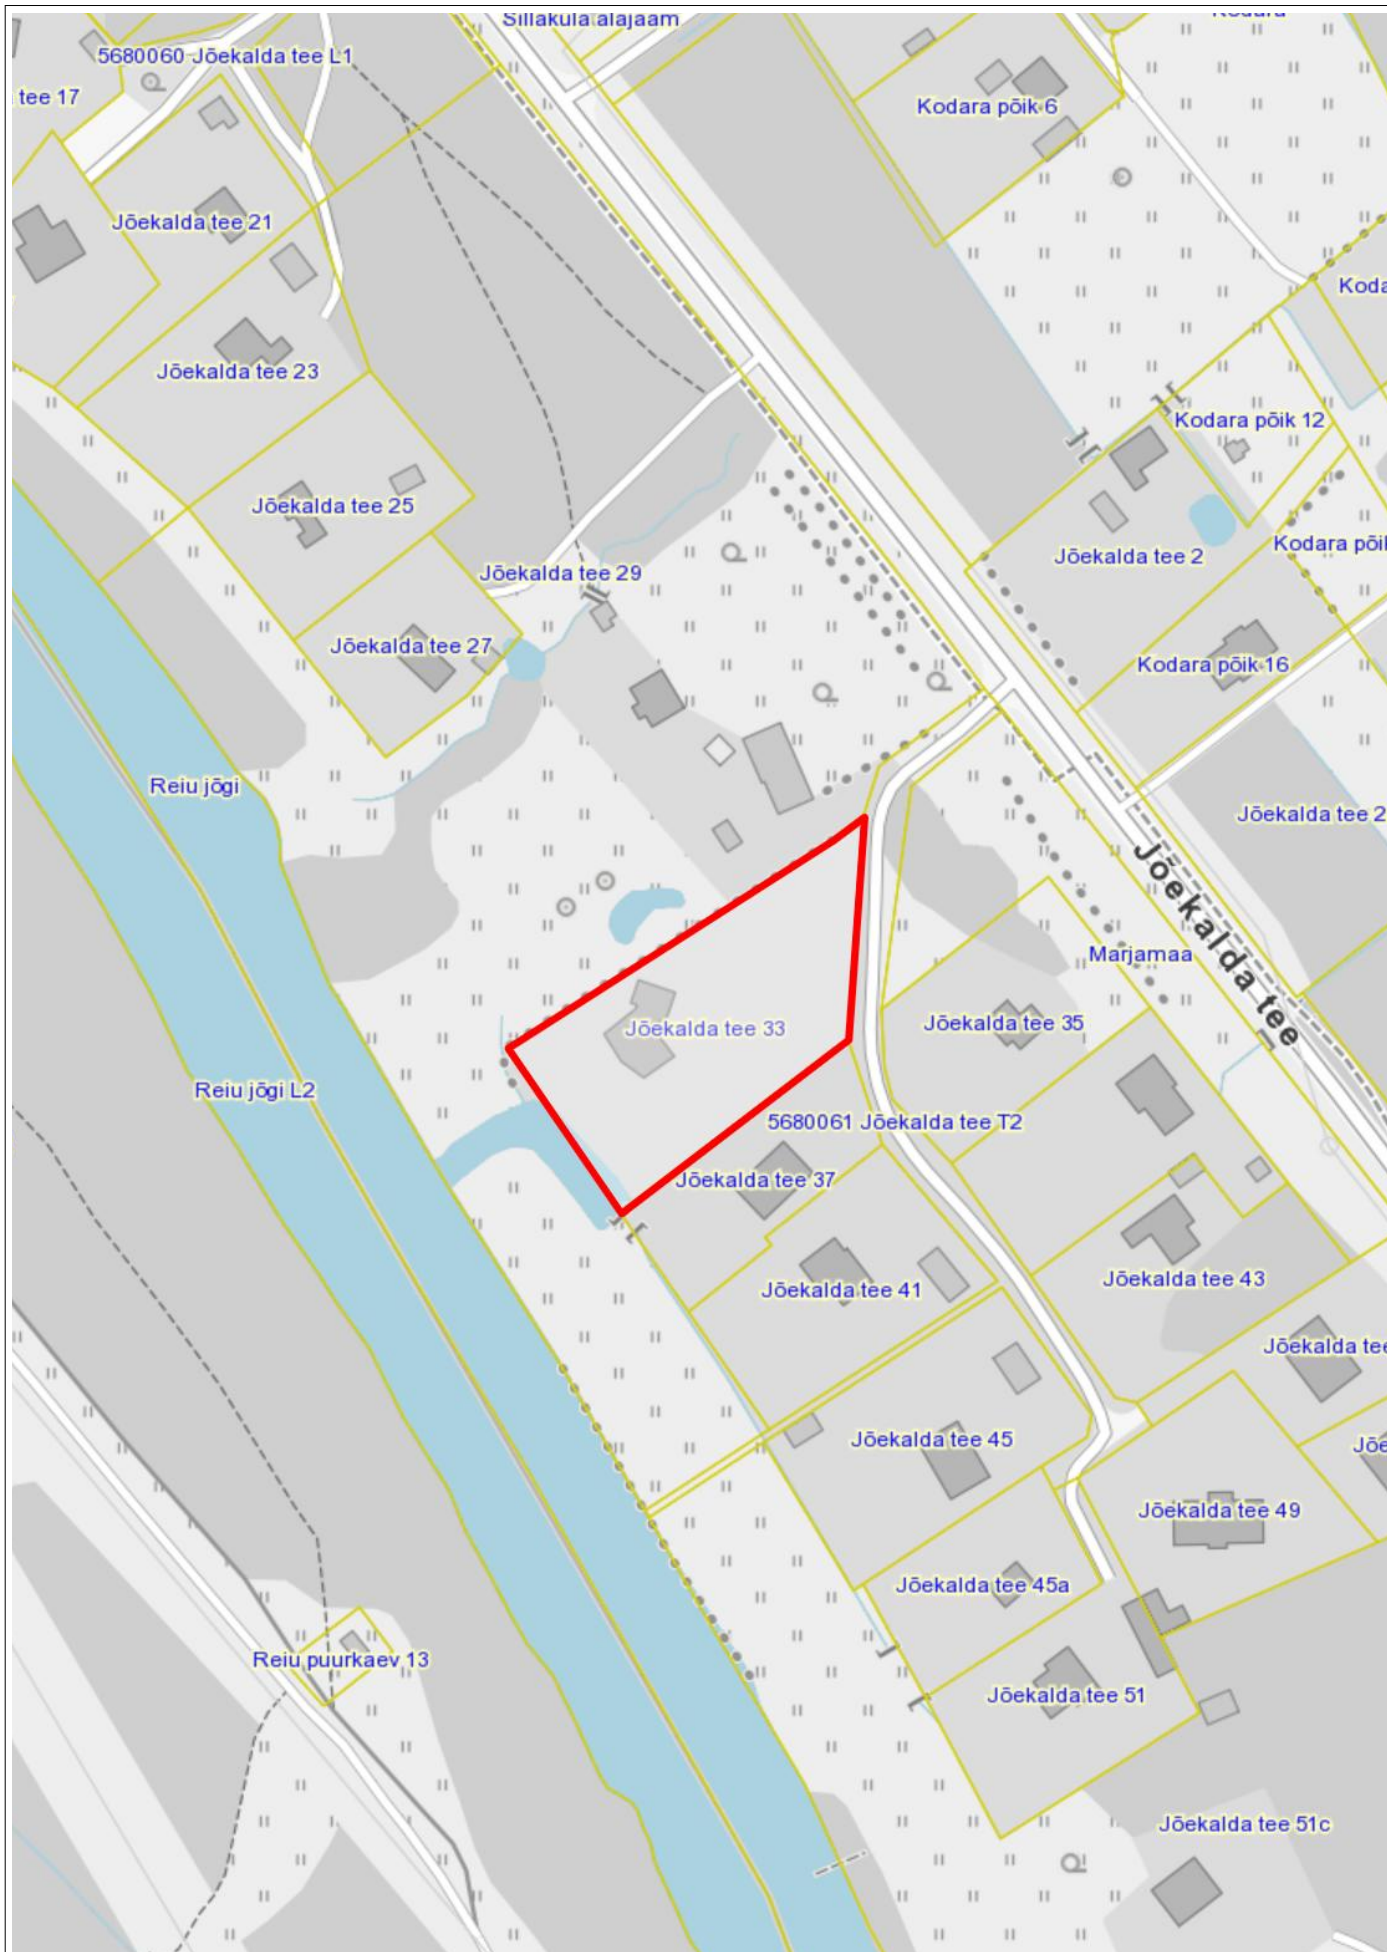 Sillaküla alajaam
Kodara
5680060 Jõekalda tee L1
tee 17
Kodara põik 6
Jõekalda tee 21
Koda
Jõekalda tee 23
Kodara põik 12
Jõekalda tee 25
Kodara põik
Jõekalda tee 2
Jõekalda tee 29
Jõekalda tee 27
Kodara põik 16
Reiu jõgi
Jõekalda tee 2
Jõekalda tee
Marjamaa
Jõekalda tee 33
Jõekalda tee 35
Reiu jõgi L2
5680061 Jõekalda tee T2
Jõekalda tee 37
Jõekalda tee 41
Jõekalda tee 43
Jõekalda tee
Jõekalda tee 45
Jõe
Jõekalda tee 49
Jõekalda tee 45a
Reiu puurkaev 13
Jõekalda tee 51
Jõekalda tee 51c